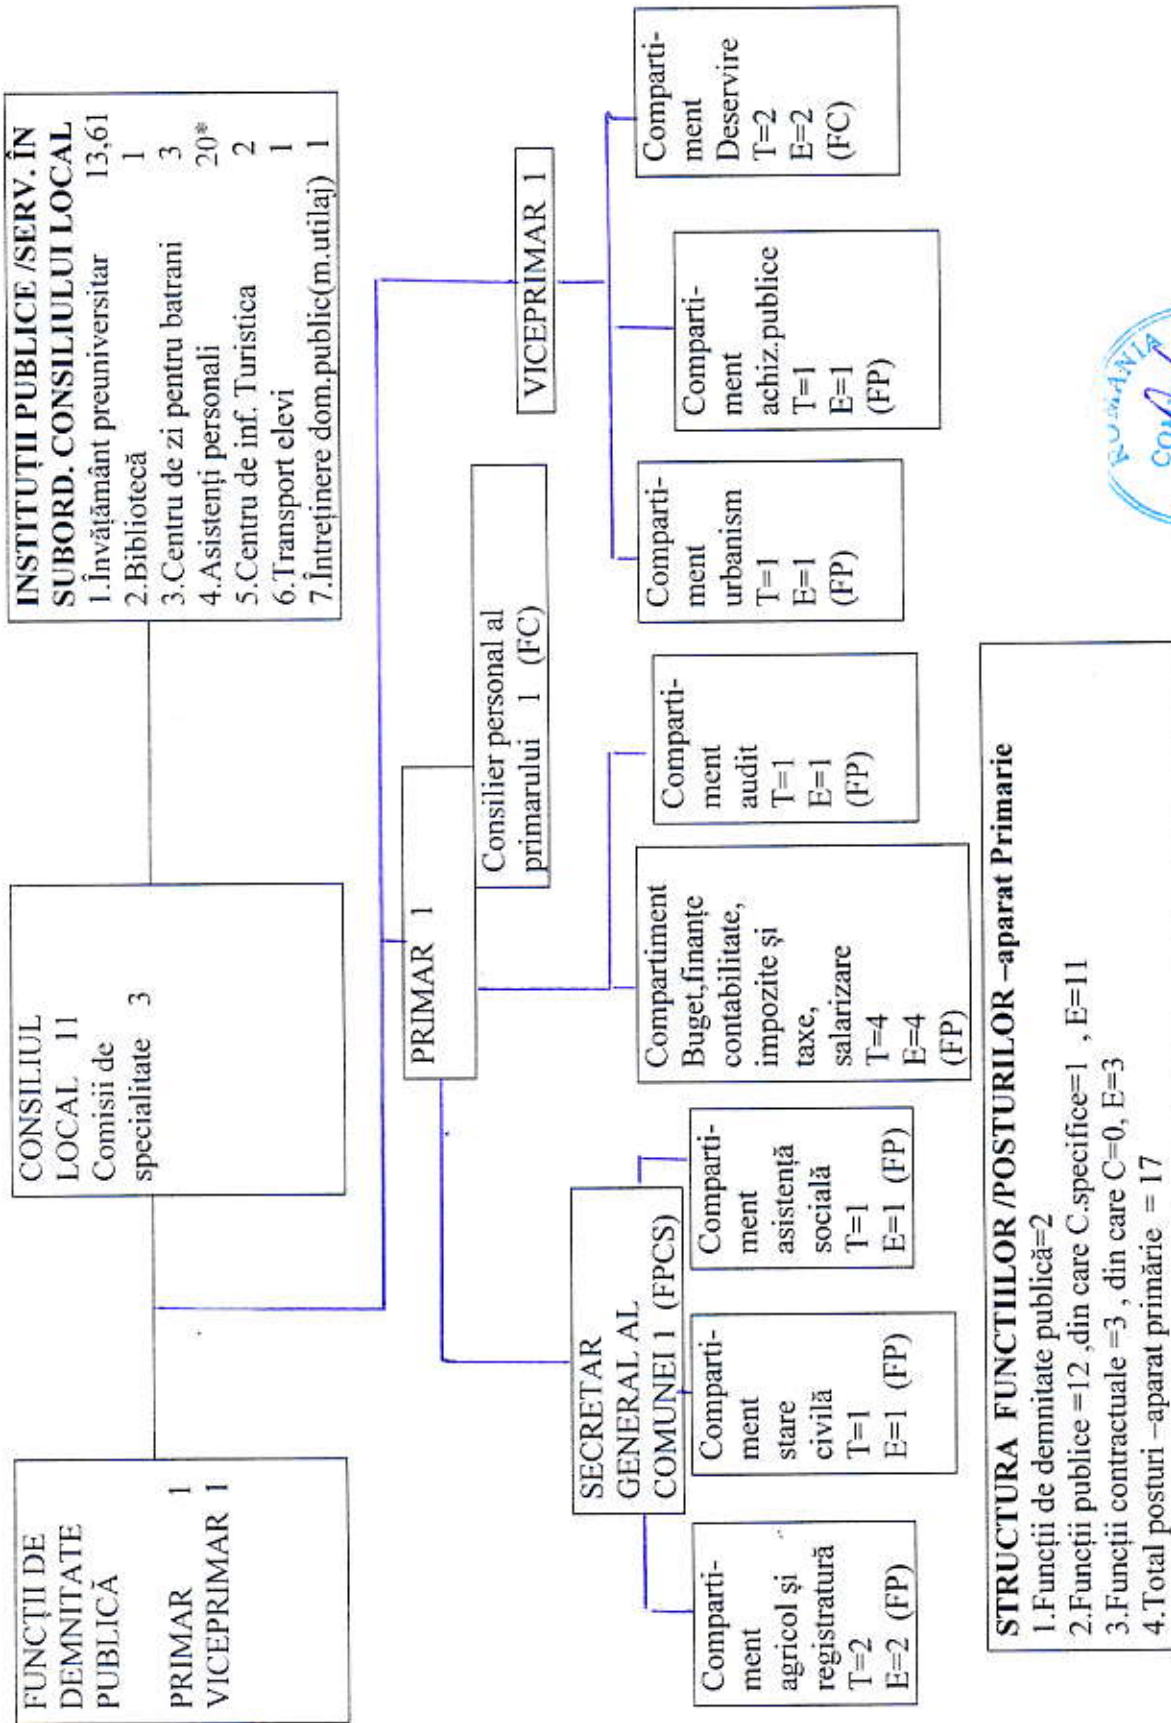 FUNCȚII DE
DEMNITATE
PUBLICĂ
PRIMAR 1
VICEPRIMAR 1
CONSILIUL
LOCAL 11
Comisii de
specialitate 3
INSTITUȚII PUBLICE /SERV. ÎN
SUBORD. CONSILIULUI LOCAL
1.Învățământ preuniversitar 13,61
2.Bibliotecă 1
3.Centru de zi pentru batrani 3
4.Asistenți personali 20*
5.Centru de inf. Turistica 2
6.Transport elevi 1
7.Întreținere dom.public(m.utilaj) 1
PRIMAR 1
Consilier personal al
primarului 1 (FC)
VICEPRIMAR 1
SECRETAR
GENERAL AL
COMUNEI 1 (FPCS)
Comparti-
ment
agricol și
registratură
T=2
E=2 (FP)
Comparti-
ment
stare
civilă
T=1
E=1 (FP)
Comparti-
ment
asistență
socială
T=1
E=1 (FP)
Compartiment
Buget,finanțe
contabilitate,
impozite și
taxe,
salarizare
T=4
E=4
(FP)
Comparti-
ment
audit
T=1
E=1
(FP)
Comparti-
ment
urbanism
T=1
E=1
(FP)
Comparti-
ment
achiz.publice
T=1
E=1
(FP)
Comparti-
ment
Deservire
T=2
E=2
(FC)
STRUCTURA FUNCTIILOR /POSTURILOR –aparat Primarie
1.Funcții de demnitate publică=2
2.Funcții publice =12 ,din care C.specifice=1 , E=11
3.Funcții contractuale =3 , din care C=0, E=3
4.Total posturi –aparat primărie = 17
ROMANIA